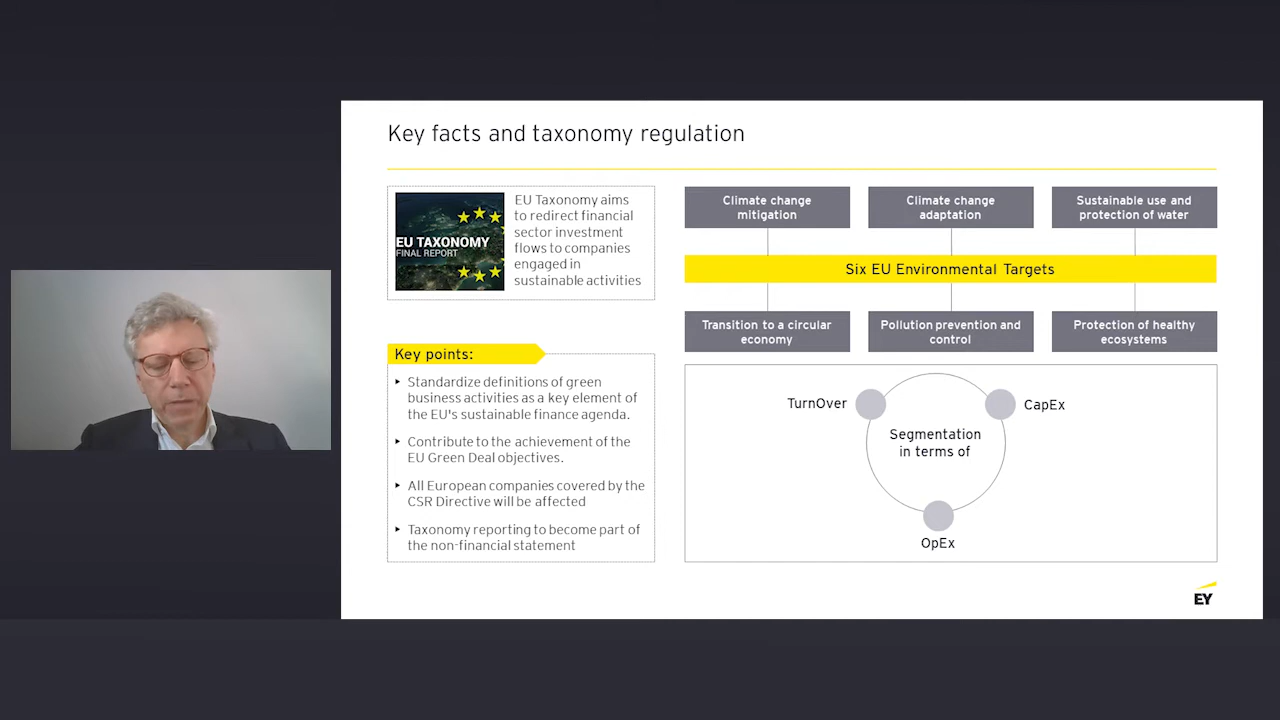 Key facts and taxonomy regulation
EU TAXONOMY
FINAL REPORT
EU Taxonomy aims
to redirect financial
sector investment
flows to companies
engaged in
sustainable activities
Key points:
‣ Standardize definitions of green
business activities as a key element of
the EU's sustainable finance agenda.
‣ Contribute to the achievement of the
EU Green Deal objectives.
‣ All European companies covered by the
CSR Directive will be affected
‣ Taxonomy reporting to become part of
the non-financial statement
Climate change
mitigation
Climate change
adaptation
Sustainable use and
protection of water
Six EU Environmental Targets
Transition to a circular
economy
Pollution prevention and
control
Protection of healthy
ecosystems
TurnOver
CapEx
Segmentation
in terms of
OpEx
EY